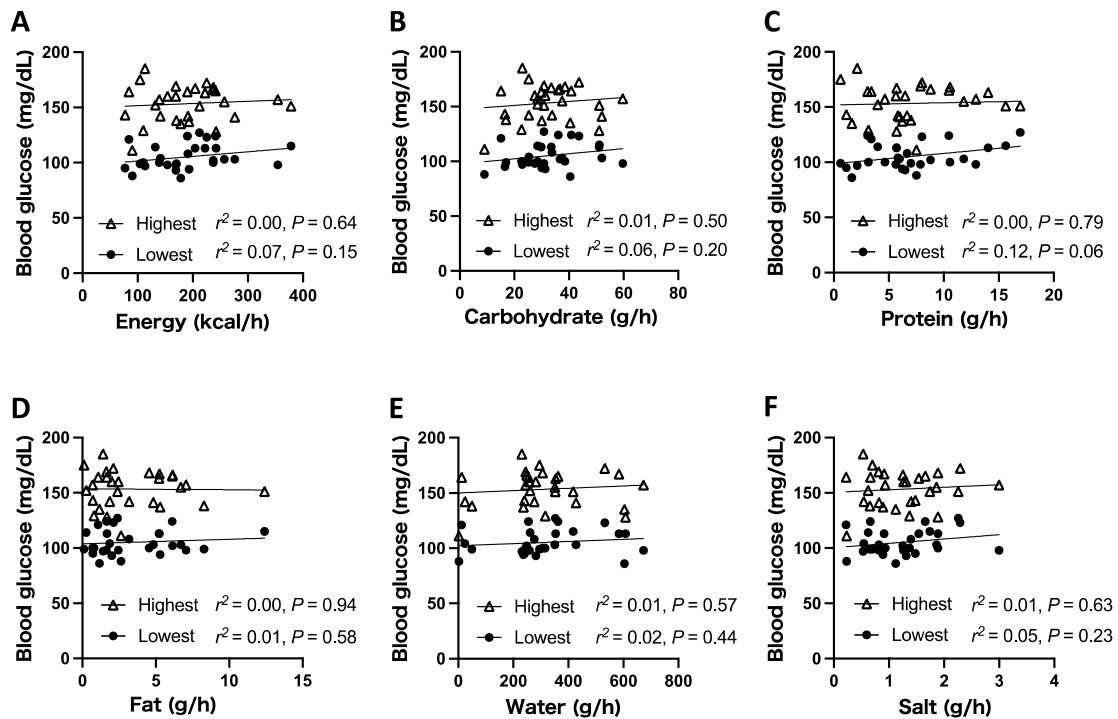 A
Blood glucose (mg/dL)
200
150
100
50
0
Highest r² = 0.00, P = 0.64
Lowest r² = 0.07, P = 0.15
0 100 200 300 400
Energy (kcal/h)
B
Blood glucose (mg/dL)
200
150
100
50
0
Highest r² = 0.01, P = 0.50
Lowest r² = 0.06, P = 0.20
0 20 40 60 80
Carbohydrate (g/h)
C
Blood glucose (mg/dL)
200
150
100
50
0
Highest r² = 0.00, P = 0.79
Lowest r² = 0.12, P = 0.06
0 5 10 15 20
Protein (g/h)
D
Blood glucose (mg/dL)
200
150
100
50
0
Highest r² = 0.00, P = 0.94
Lowest r² = 0.01, P = 0.58
0 5 10 15
Fat (g/h)
E
Blood glucose (mg/dL)
200
150
100
50
0
Highest r² = 0.01, P = 0.57
Lowest r² = 0.02, P = 0.44
0 200 400 600 800
Water (g/h)
F
Blood glucose (mg/dL)
200
150
100
50
0
Highest r² = 0.01, P = 0.63
Lowest r² = 0.05, P = 0.23
0 1 2 3 4
Salt (g/h)